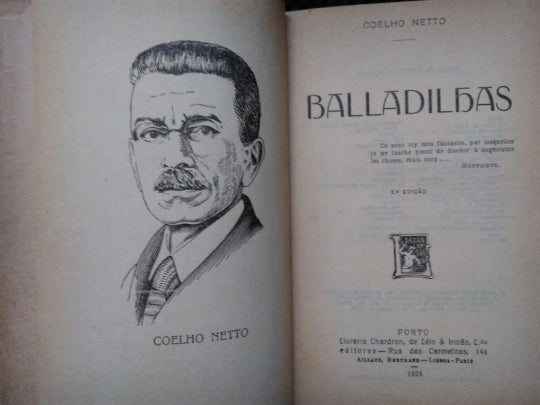 COELHO NETTO
COELHO NETTO
BALLADILHAS
Ce sont icy mes fantasies, par lesquelles
je ne tasche point de donner à cognoistre
les choses, mais moy...
MONTAIGNE.
EDIÇÃO
PORTO
Livraria Chardron, de Lélo & Irmão, L.da
editores — Rua das Carmelitas, 144
AILLAUD, BERTRAND — LISBOA - PARIS
1924